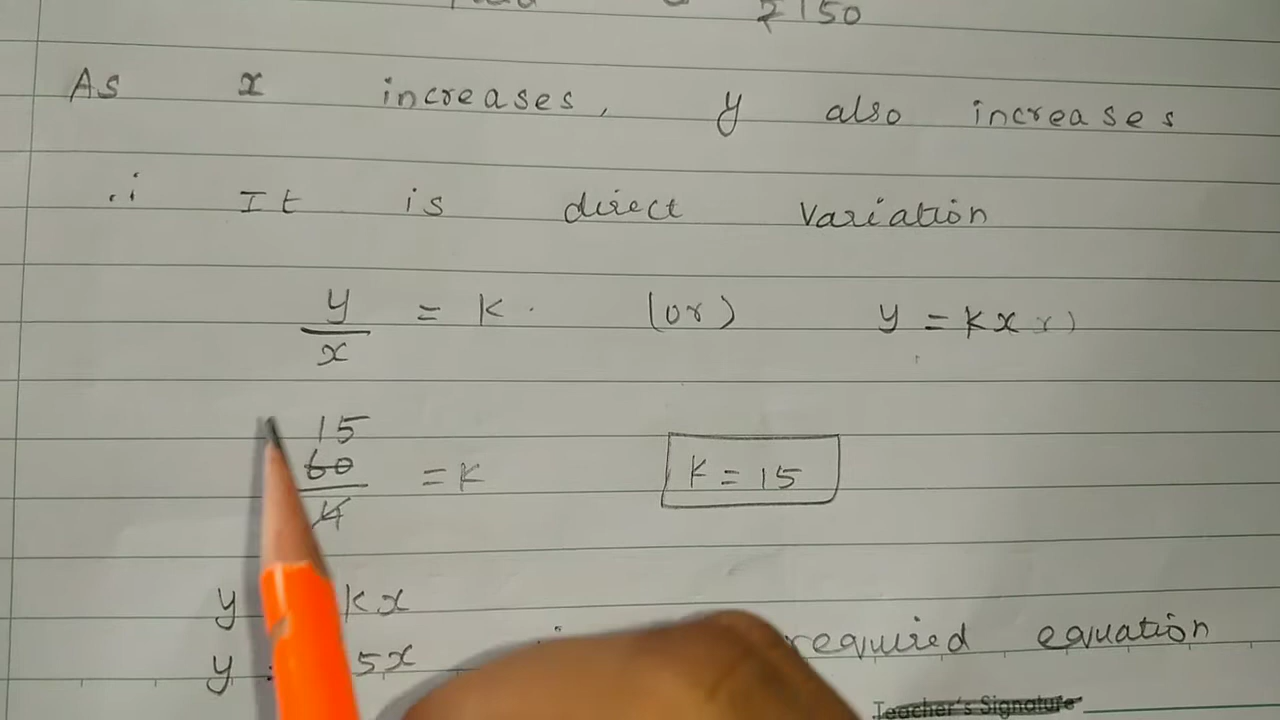 ₹150
As x increases, y also increases
∴ It is direct variation
y/x = k. (or) y = kx
15
60/4 = k K = 15
y kx
y 5x required equation
Teacher's Signature